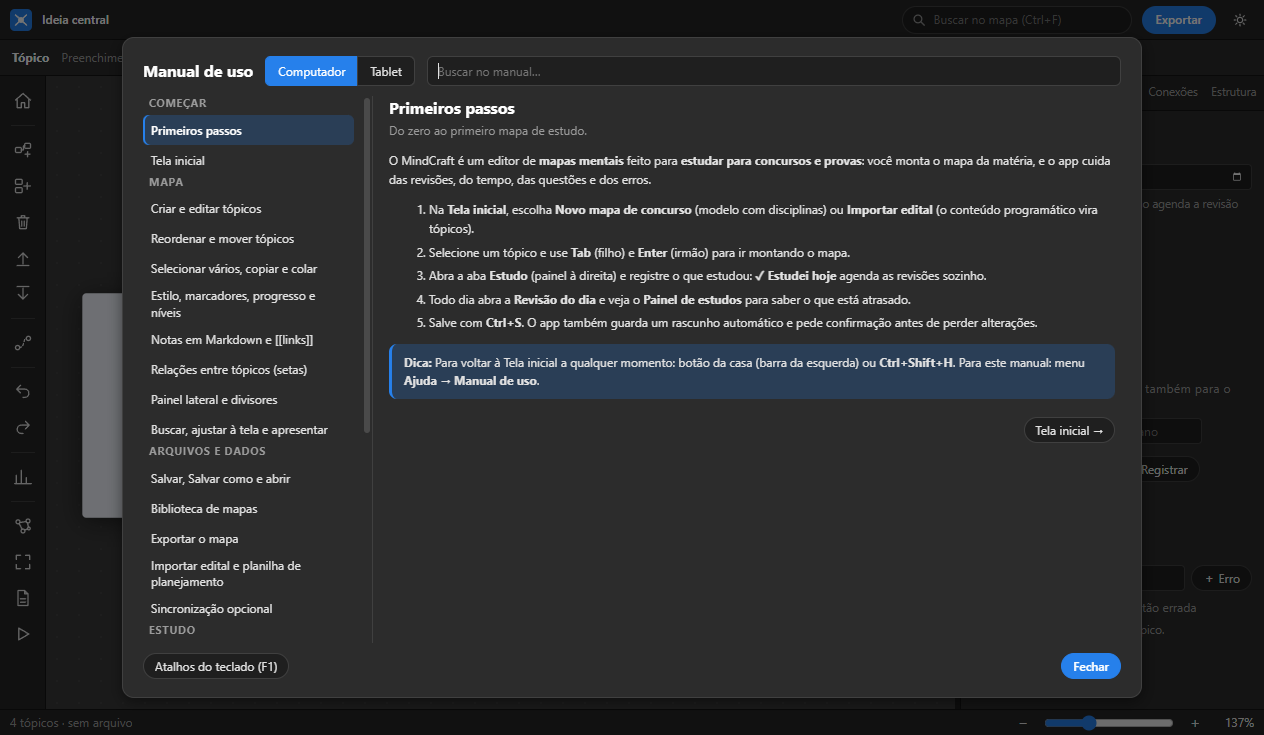 Ideia central
Buscar no mapa (Ctrl+F)
Exportar
Tópico
Preenchime
Conexões
Estrutura
Manual de uso
Computador
Tablet
Buscar no manual...
COMEÇAR
Primeiros passos
Tela inicial
MAPA
Criar e editar tópicos
Reordenar e mover tópicos
Selecionar vários, copiar e colar
Estilo, marcadores, progresso e
níveis
Notas em Markdown e [[links]]
Relações entre tópicos (setas)
Painel lateral e divisores
Buscar, ajustar à tela e apresentar
ARQUIVOS E DADOS
Salvar, Salvar como e abrir
Biblioteca de mapas
Exportar o mapa
Importar edital e planilha de
planejamento
Sincronização opcional
ESTUDO
Atalhos do teclado (F1)
Primeiros passos
Do zero ao primeiro mapa de estudo.
O MindCraft é um editor de mapas mentais feito para estudar para concursos e provas: você monta o mapa da matéria, e o app cuida
das revisões, do tempo, das questões e dos erros.
1. Na Tela inicial, escolha Novo mapa de concurso (modelo com disciplinas) ou Importar edital (o conteúdo programático vira
tópicos).
2. Selecione um tópico e use Tab (filho) e Enter (irmão) para ir montando o mapa.
3. Abra a aba Estudo (painel à direita) e registre o que estudou: ✓ Estudei hoje agenda as revisões sozinho.
4. Todo dia abra a Revisão do dia e veja o Painel de estudos para saber o que está atrasado.
5. Salve com Ctrl+S. O app também guarda um rascunho automático e pede confirmação antes de perder alterações.
Dica: Para voltar à Tela inicial a qualquer momento: botão da casa (barra da esquerda) ou Ctrl+Shift+H. Para este manual: menu
Ajuda → Manual de uso.
Tela inicial →
Fechar
o agenda a revisão
também para o
ano
Registrar
+ Erro
tão errada
pico.
4 tópicos · sem arquivo
− + 137%